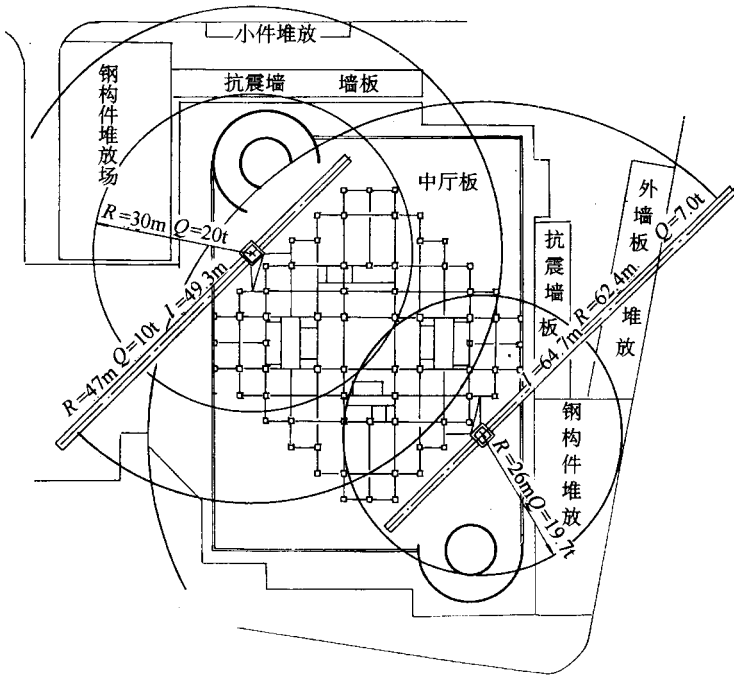 小件堆放
抗震墙 墙板
钢构件堆放场
中厅板
R=30m Q=20t
R=47m Q=10t l=49.3m
抗震墙板
外墙板堆放
l=64.7m R=62.4m Q=7.0t
钢构件堆放
R=26m Q=19.7t